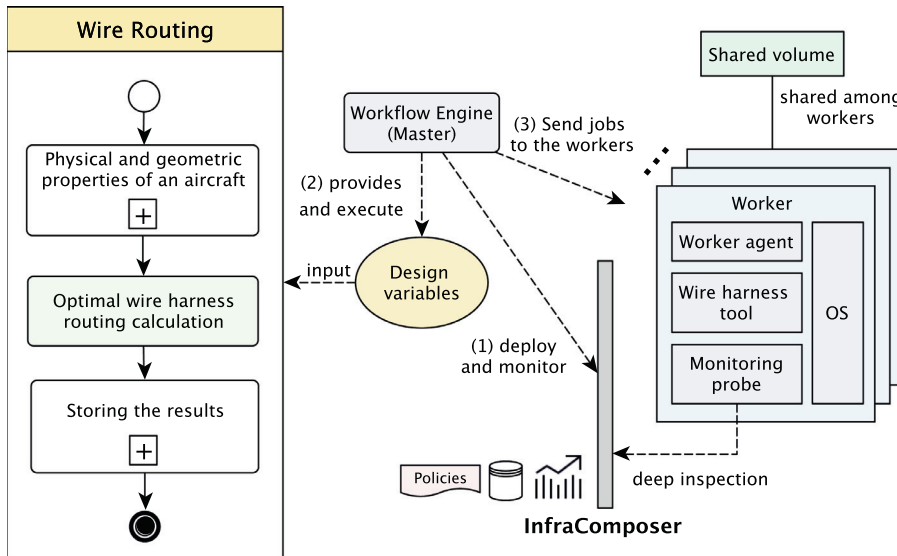 Wire Routing
Physical and geometric
properties of an aircraft
Optimal wire harness
routing calculation
Storing the results
Workflow Engine
(Master)
(2) provides
and execute
input
Design
variables
(3) Send jobs
to the workers
(1) deploy
and monitor
Shared volume
shared among
workers
Worker
Worker agent
Wire harness
tool
Monitoring
probe
OS
deep inspection
Policies
InfraComposer